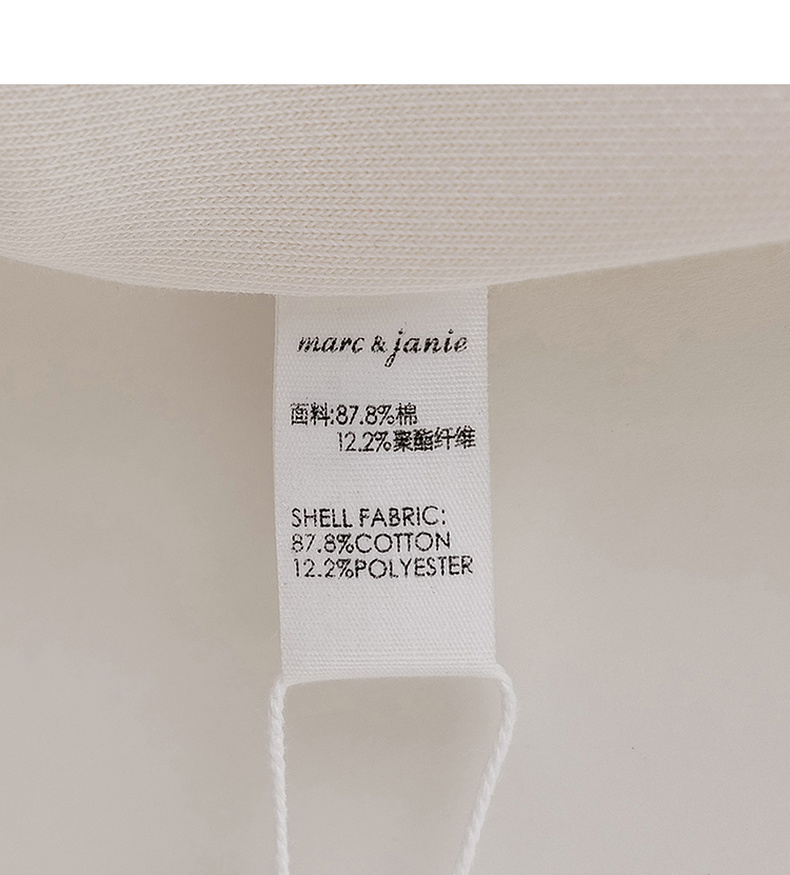 marc & janie
面料:87.8%棉
12.2%聚酯纤维
SHELL FABRIC:
87.8%COTTON
12.2%POLYESTER